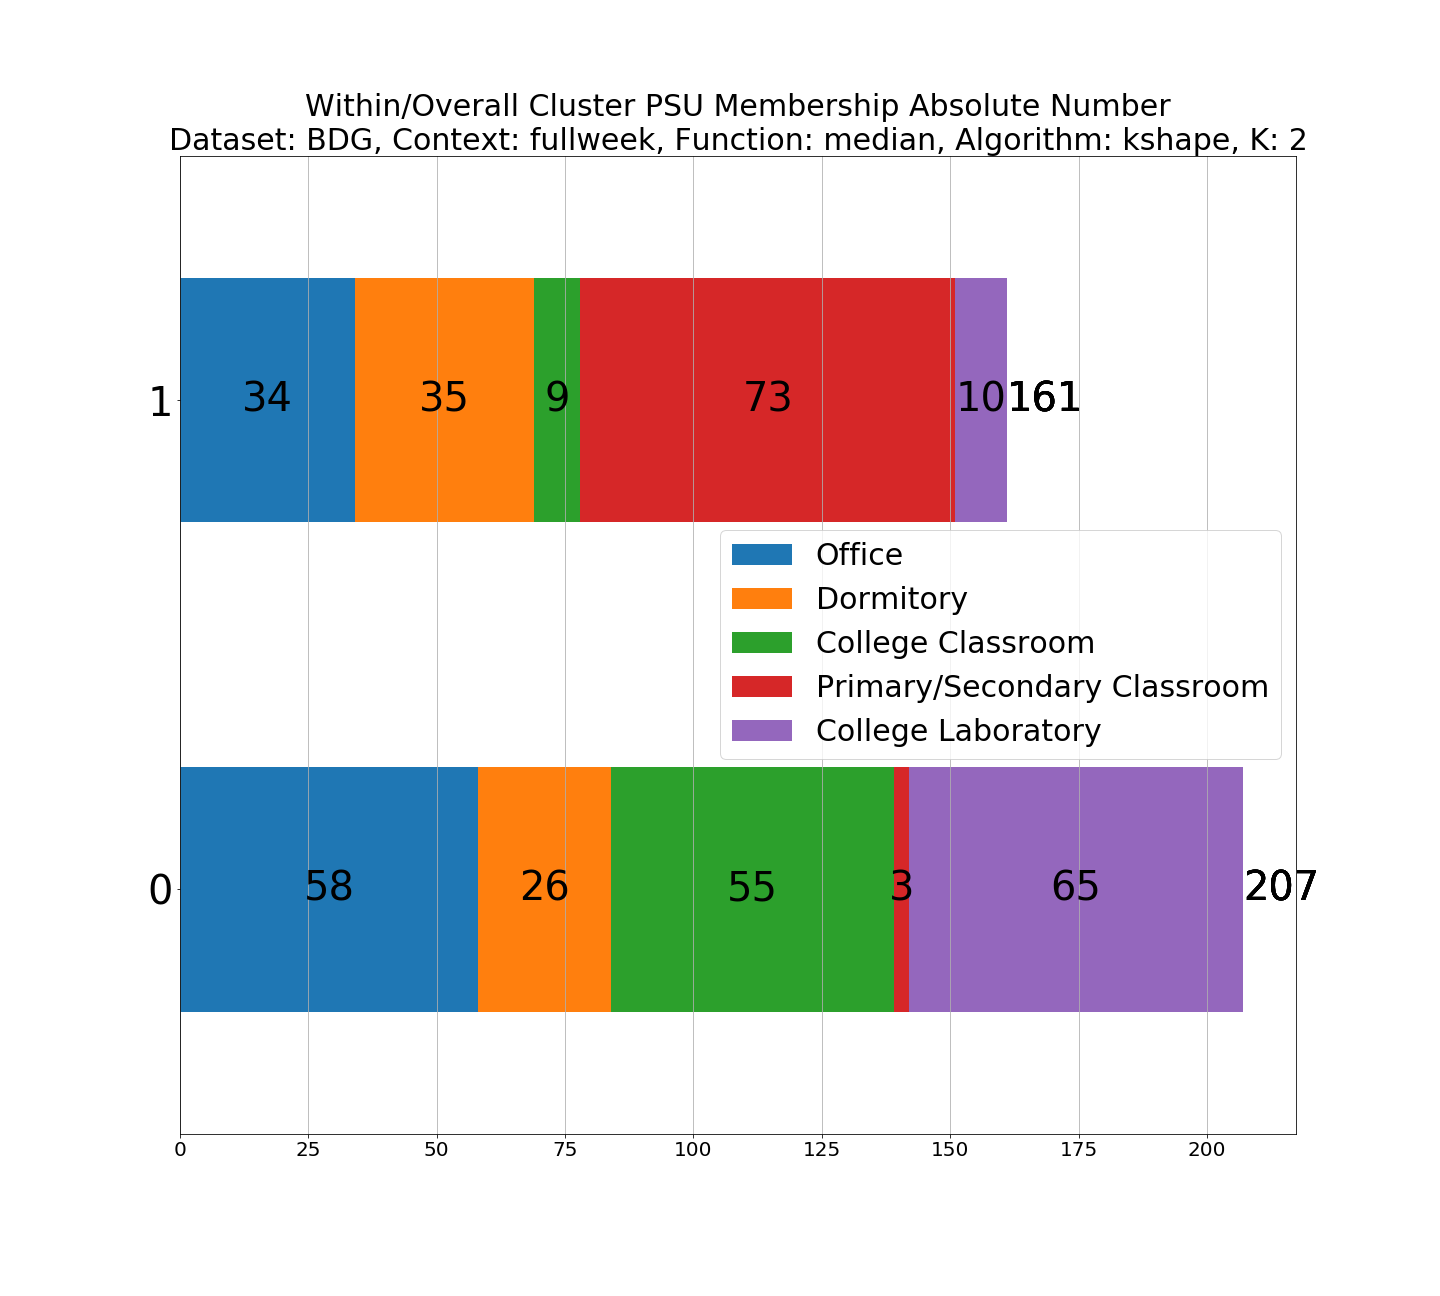 Within/Overall Cluster PSU Membership Absolute Number
Dataset: BDG, Context: fullweek, Function: median, Algorithm: kshape, K: 2
1 34 35 9 73 10 161
Office
Dormitory
College Classroom
Primary/Secondary Classroom
College Laboratory
0 58 26 55 3 65 207
0 25 50 75 100 125 150 175 200